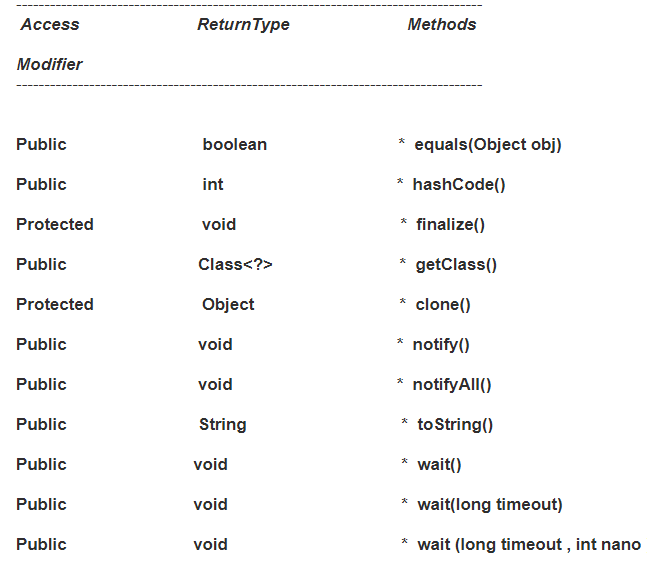 --------------------------------------------------------------------------------------
Access ReturnType Methods
Modifier
--------------------------------------------------------------------------------------
Public boolean * equals(Object obj)
Public int * hashCode()
Protected void * finalize()
Public Class<?> * getClass()
Protected Object * clone()
Public void * notify()
Public void * notifyAll()
Public String * toString()
Public void * wait()
Public void * wait(long timeout)
Public void * wait (long timeout , int nano